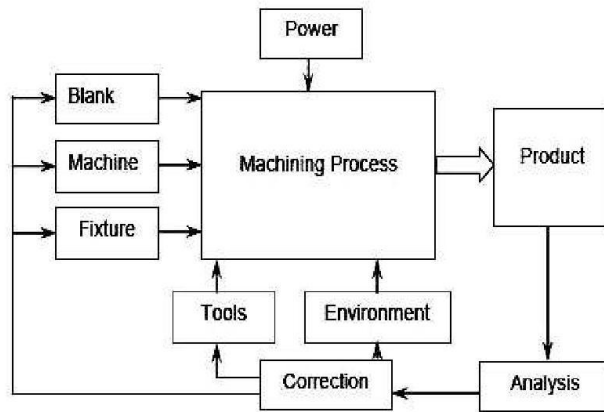 Power
Blank
Machine
Fixture
Machining Process
Product
Tools
Environment
Correction
Analysis